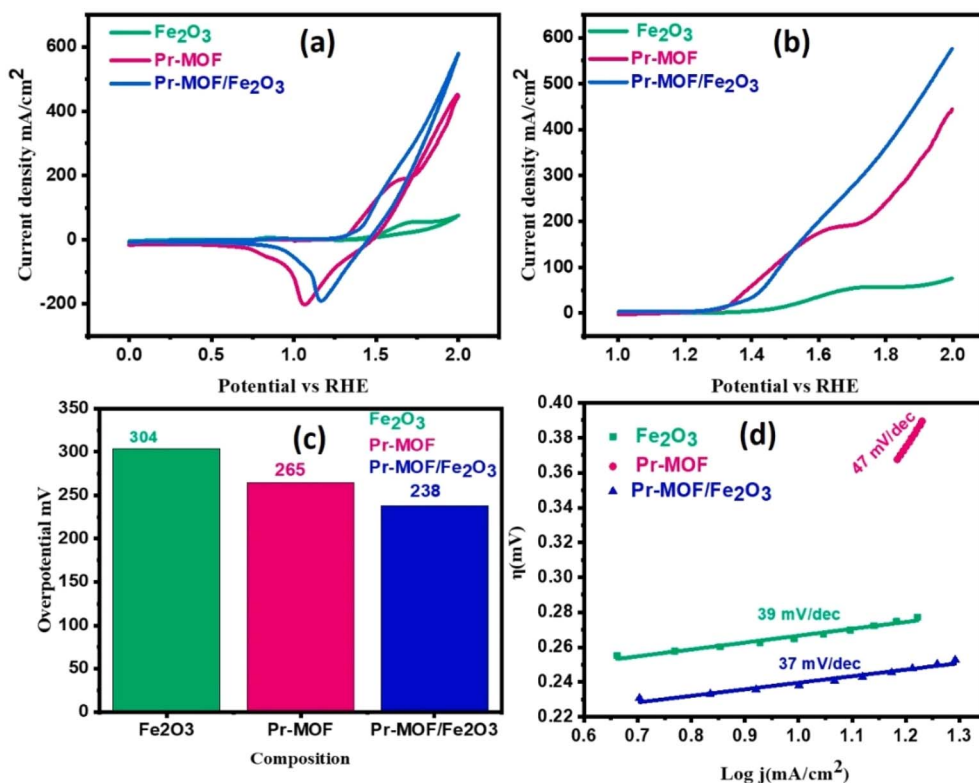 (a)
Fe2O3
Pr-MOF
Pr-MOF/Fe2O3
Current density mA/cm²
600
400
200
0
-200
0.0 0.5 1.0 1.5 2.0
Potential vs RHE
(b)
Fe2O3
Pr-MOF
Pr-MOF/Fe2O3
Current density mA/cm²
600
500
400
300
200
100
0
1.0 1.2 1.4 1.6 1.8 2.0
Potential vs RHE
(c)
Fe2O3
Pr-MOF
Pr-MOF/Fe2O3
Overpotential mV
350
300
250
200
150
100
50
0
304
265
238
Fe2O3 Pr-MOF Pr-MOF/Fe2O3
Composition
(d)
Fe2O3
Pr-MOF
Pr-MOF/Fe2O3
η(mV)
0.40
0.38
0.36
0.34
0.32
0.30
0.28
0.26
0.24
0.22
47 mV/dec
39 mV/dec
37 mV/dec
0.6 0.7 0.8 0.9 1.0 1.1 1.2 1.3
Log j(mA/cm²)